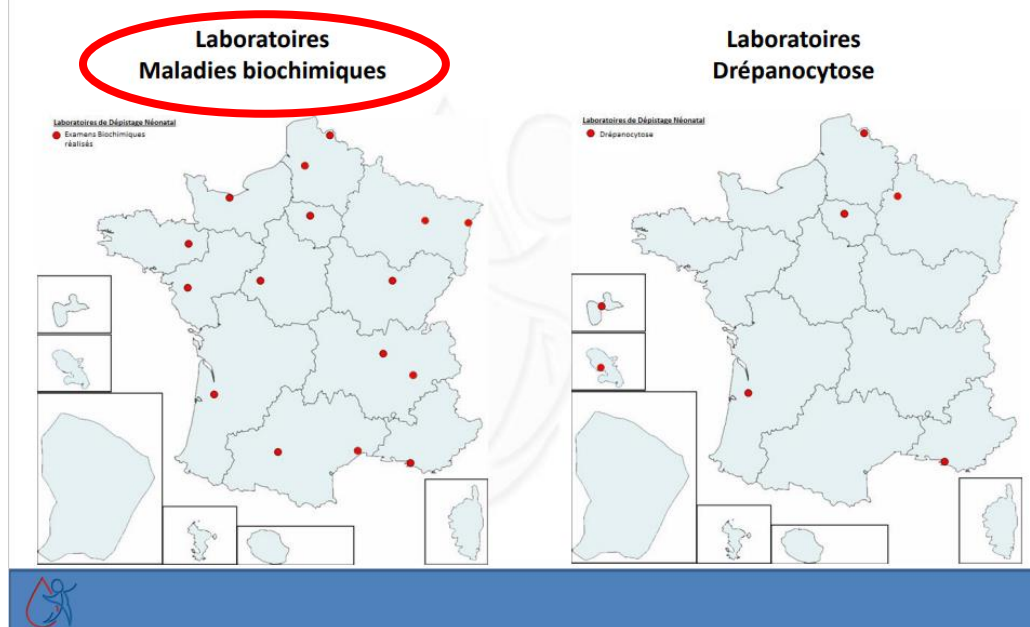 Laboratoires
Maladies biochimiques
Laboratoires de Dépistage Néonatal
Examens Biochimiques
réalisés
Laboratoires
Drépanocytose
Laboratoires de Dépistage Néonatal
Drépanocytose